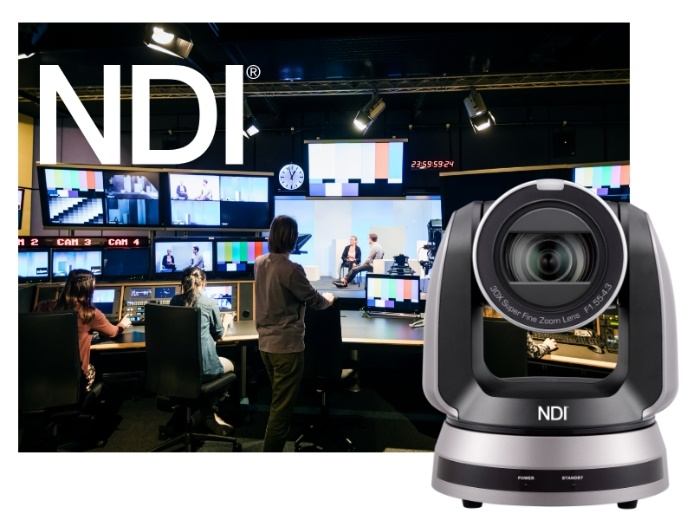 NDI®
23:59:59:24
M 2 CAM 3 CAM 4
30X Super Fine Zoom Lens F1.55-4.3
NDI
POWER STANDBY